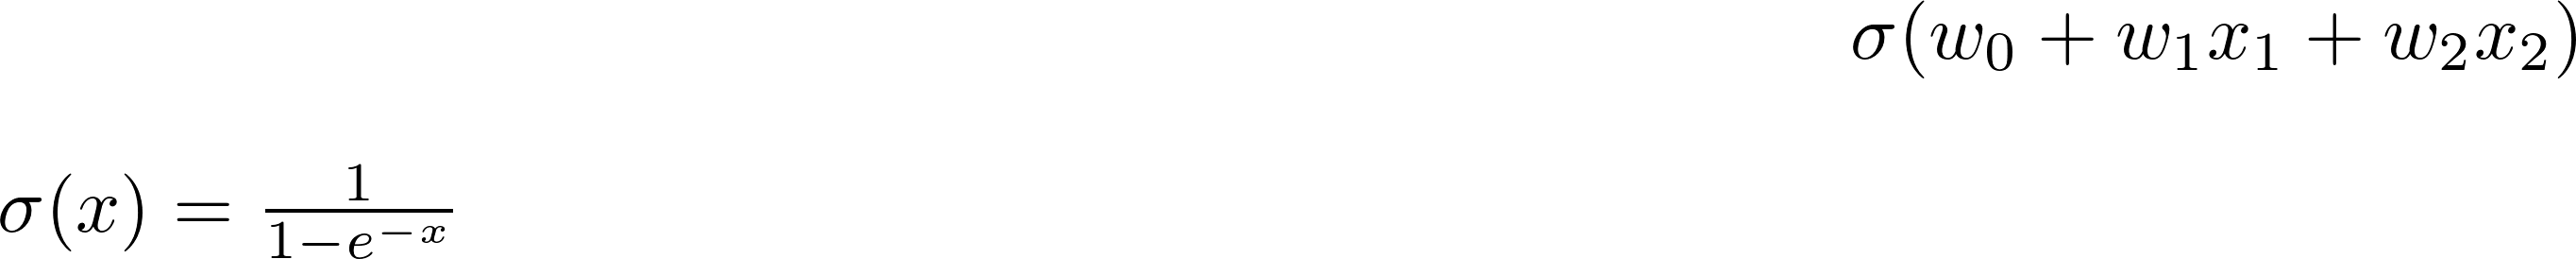 σ(w₀ + w₁x₁ + w₂x₂)
σ(x) = 1/(1−e⁻ˣ)